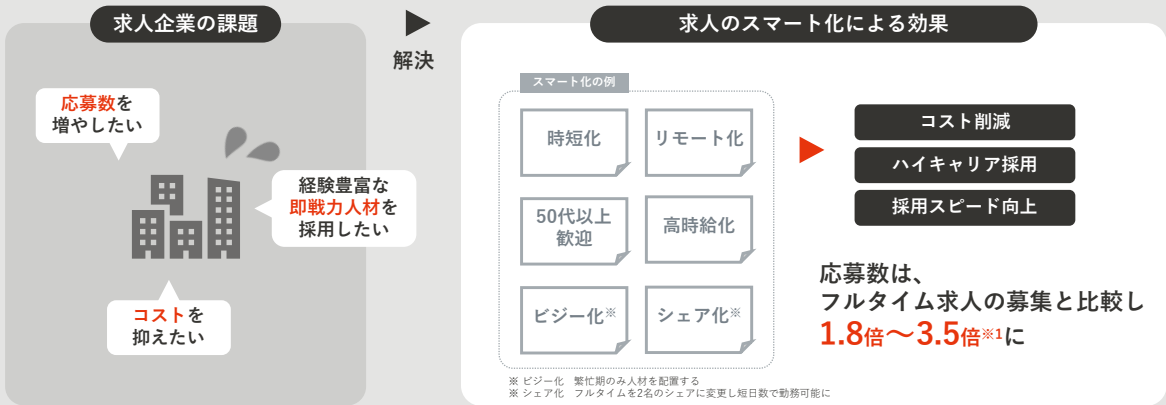 求人企業の課題
応募数を
増やしたい
経験豊富な
即戦力人材を
採用したい
コストを
抑えたい
解決
求人のスマート化による効果
スマート化の例
時短化
リモート化
50代以上
歓迎
高時給化
ビジー化※
シェア化※
※ ビジー化 繁忙期のみ人材を配置する
※ シェア化 フルタイムを2名のシェアに変更し短日数で勤務可能に
コスト削減
ハイキャリア採用
採用スピード向上
応募数は、
フルタイム求人の募集と比較し
1.8倍〜3.5倍※1に